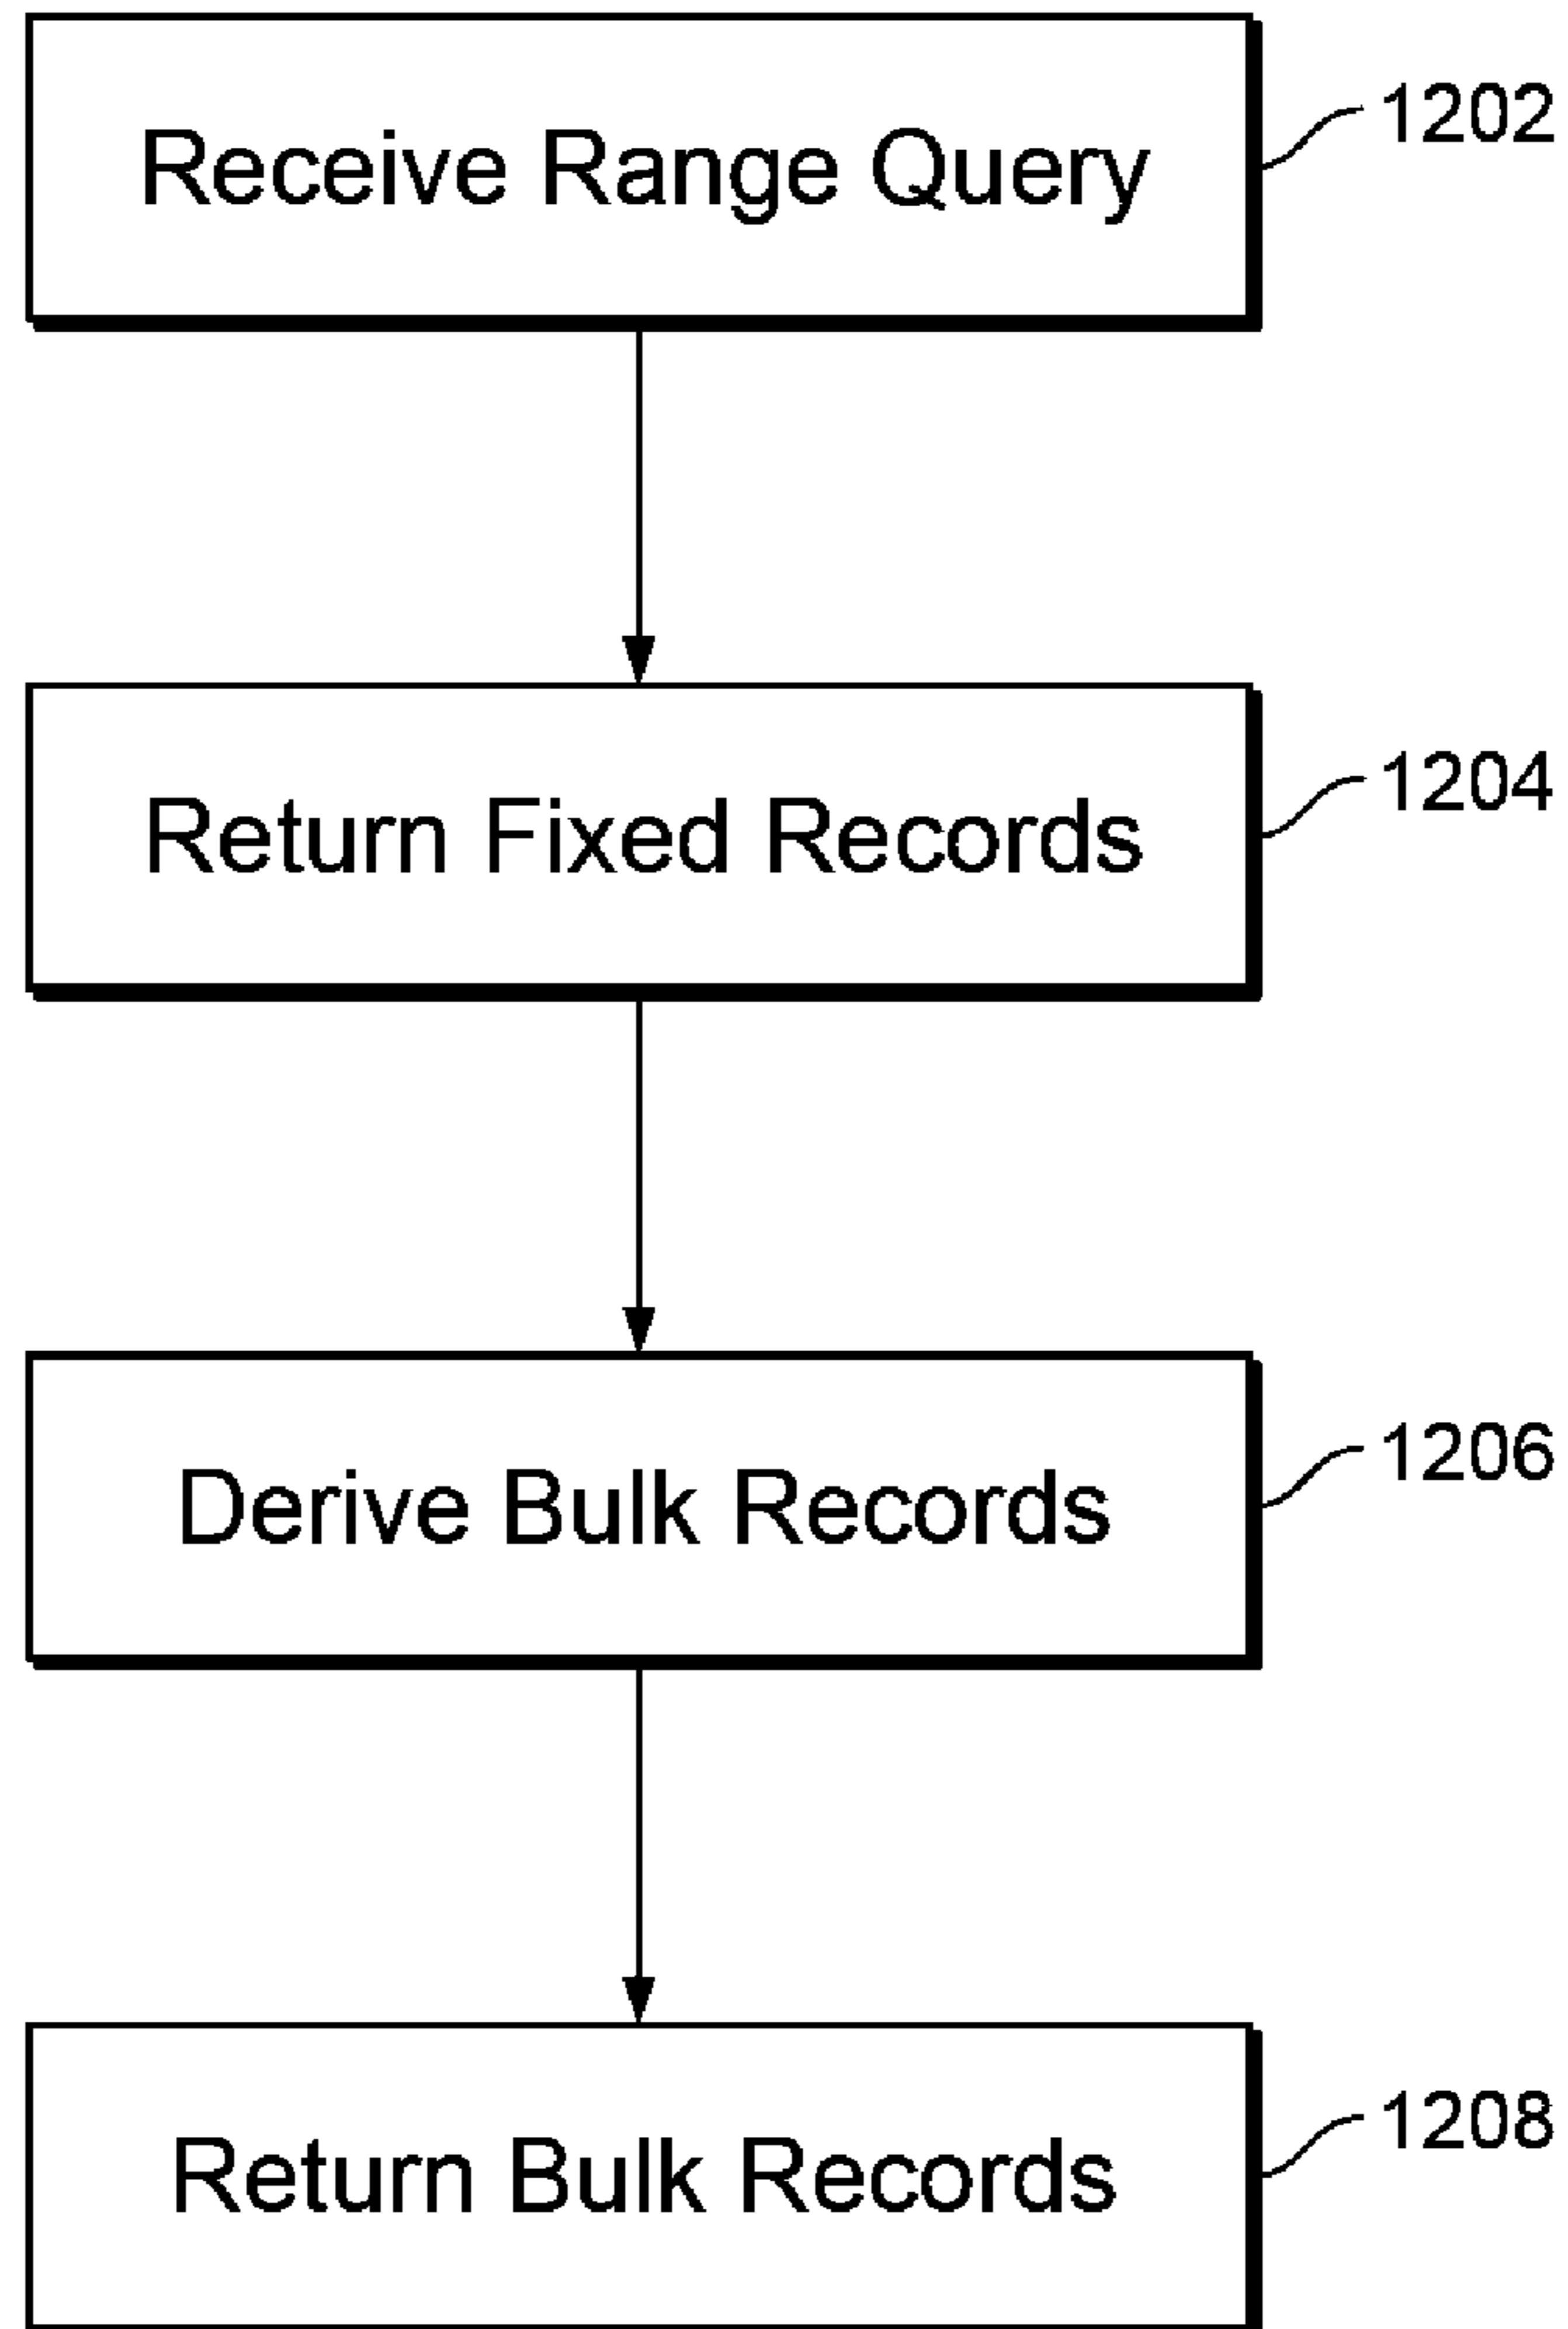 Receive Range Query
1202
Return Fixed Records
1204
Derive Bulk Records
1206
Return Bulk Records
1208